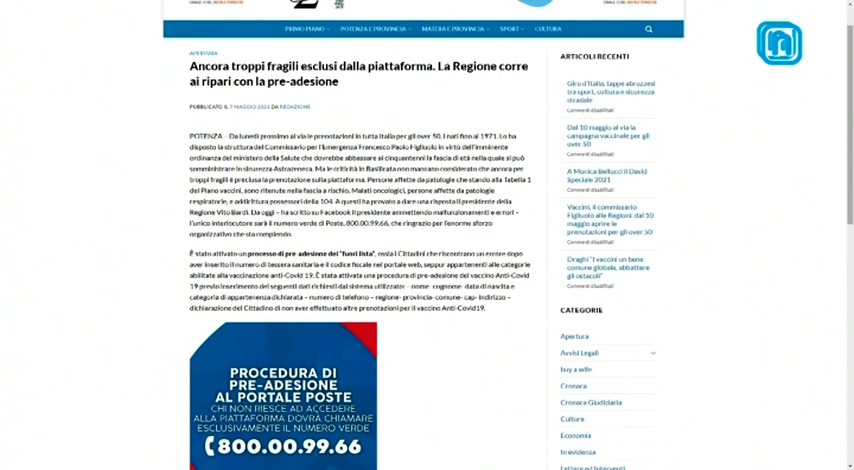 PRIMO PIANO
POTENZA E PROVINCIA
MATERA E PROVINCIA
SPORT
CULTURA
APERTURA
Ancora troppi fragili esclusi dalla piattaforma. La Regione corre
ai ripari con la pre-adesione
PUBBLICATO IL 7 MAGGIO 2021 DA REDAZIONE
POTENZA – Da lunedì prossimo al via le prenotazioni in tutta Italia per gli over 50, i nati fino al 1971. Lo ha
disposto la struttura del Commissario per l'Emergenza Francesco Paolo Figliuolo in virtù dell'imminente
ordinanza del ministero della Salute che dovrebbe abbassare ai cinquantenni la fascia di età nella quale si può
somministrare in sicurezza Astrazeneca. Ma le criticità in Basilicata non mancano considerato che ancora per
troppi fragili è preclusa la prenotazione sulla piattaforma. Persone affette da patologie che stando alla Tabella 1
del Piano vaccini, sono ritenute nella fascia a rischio. Malati oncologici, persone affette da patologie
respiratorie, e addirittura possessori della 104. A questi ha provato a dare una risposta il presidente della
Regione Vito Bardi. Da oggi – ha scritto su Facebook il presidente ammettendo malfunzionamenti e errori –
l'unico interlocutore sarà il numero verde di Poste, 800.00.99.66, che ringrazio per l'enorme sforzo
organizzativo che sta compiendo.
È stato attivato un processo di pre-adesione dei "fuori lista", ossia i Cittadini che riscontrano un errore dopo
aver inserito il numero di tessera sanitaria e il codice fiscale nel portale web, seppur appartenenti alle categorie
abilitate alla vaccinazione anti-Covid 19. È stata attivata una procedura di pre-adesione del vaccino Anti-Covid
19 previo inserimento dei seguenti dati richiesti dal sistema utilizzator – nome- cognome- data di nascita e
categoria di appartenenza dichiarata – numero di telefono – regione- provincia- comune- cap- indirizzo –
dichiarazione del Cittadino di non aver effettuato altre prenotazioni per il vaccino Anti-Covid19.
PROCEDURA DI
PRE-ADESIONE
AL PORTALE POSTE
CHI NON RIESCE AD ACCEDERE
ALLA PIATTAFORMA DOVRÀ CHIAMARE
ESCLUSIVAMENTE IL NUMERO VERDE
800.00.99.66
ARTICOLI RECENTI
Giro d'Italia, tappe abruzzesi
tra sport, cultura e sicurezza
stradale
Commenti disabilitati
Dal 10 maggio al via la
campagna vaccinale per gli
over 50
Commenti disabilitati
A Monica Bellucci il David
Speciale 2021
Commenti disabilitati
Vaccini, il commissario
Figliuolo alle Regioni: dal 10
maggio aprire le
prenotazioni per gli over 50
Commenti disabilitati
Draghi "I vaccini un bene
comune globale, abbattere
gli ostacoli"
Commenti disabilitati
CATEGORIE
Apertura
Avvisi Legali
buy a wife
Cronaca
Cronaca Giudiziaria
Cultura
Economia
In evidenza
Lettere ed Interventi